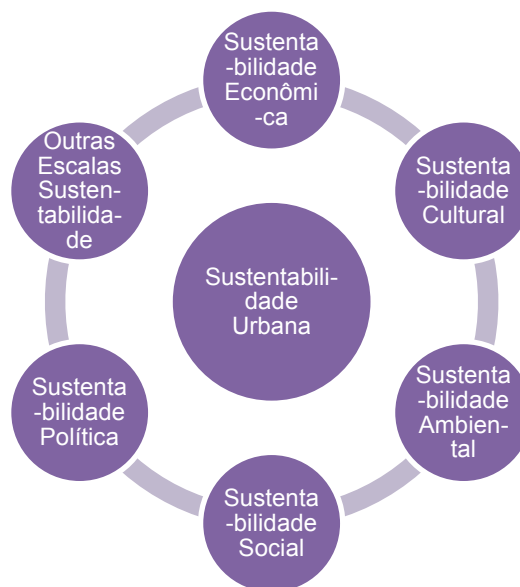 Sustenta
-bilidade
Econômi
-ca
Outras
Escalas
Susten-
tabilida-
de
Sustenta
-bilidade
Cultural
Sustentabili-
dade
Urbana
Sustenta
-bilidade
Política
Sustenta
-bilidade
Ambien-
tal
Sustenta
-bilidade
Social